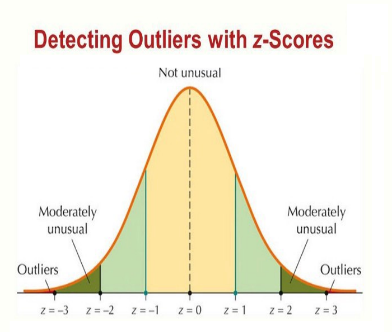 Detecting Outliers with z-Scores
Not unusual
Moderately
unusual
Moderately
unusual
Outliers
Outliers
z = -3 z = -2 z = -1 z = 0 z = 1 z = 2 z = 3